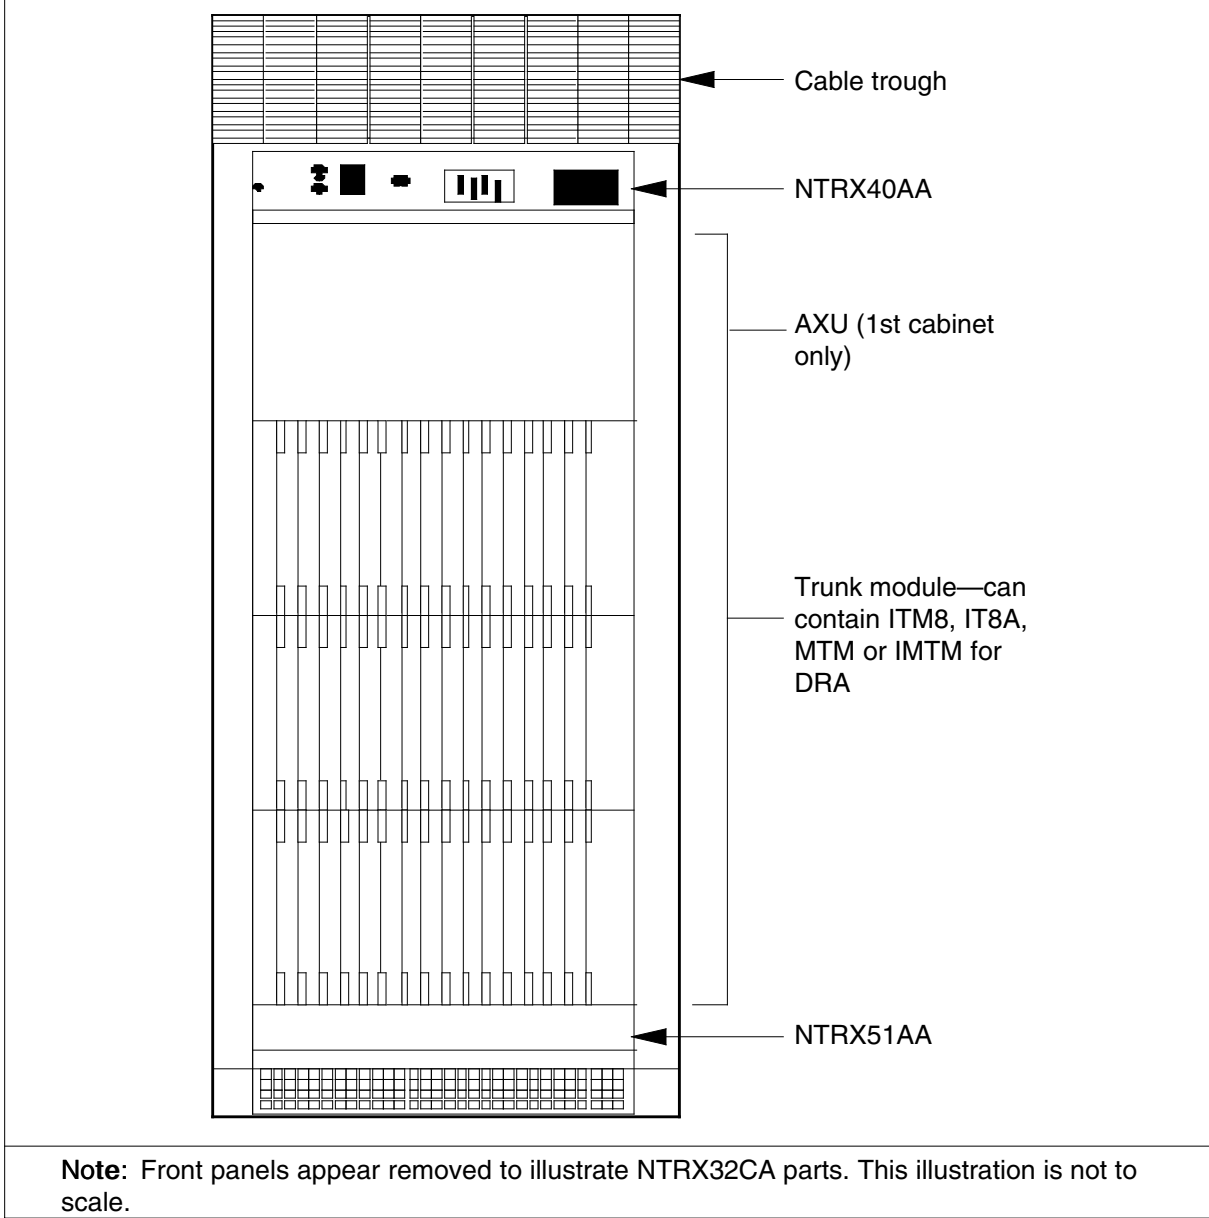 Cable trough
NTRX40AA
AXU (1st cabinet
only)
Trunk module—can
contain ITM8, IT8A,
MTM or IMTM for
DRA
NTRX51AA
Note: Front panels appear removed to illustrate NTRX32CA parts. This illustration is not to
scale.